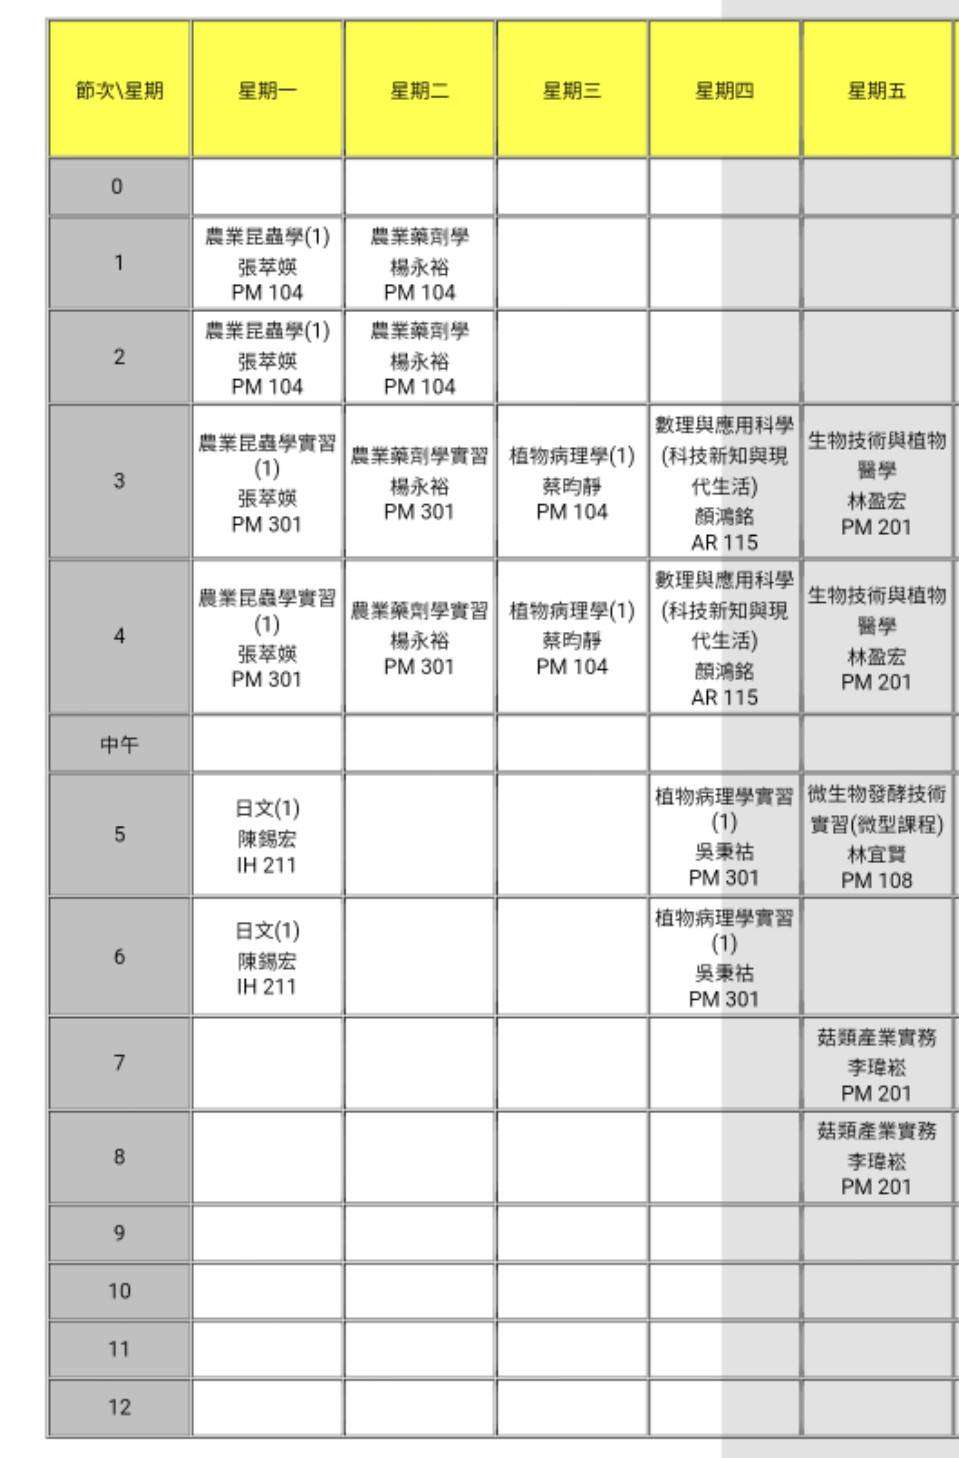 節次\星期 星期一 星期二 星期三 星期四 星期五
0
1
農業昆蟲學(1)
張萃媖
PM 104
農業藥劑學
楊永裕
PM 104
2
農業昆蟲學(1)
張萃媖
PM 104
農業藥劑學
楊永裕
PM 104
3
農業昆蟲學實習
(1)
張萃媖
PM 301
農業藥劑學實習
楊永裕
PM 301
植物病理學(1)
蔡昀靜
PM 104
數理與應用科學
(科技新知與現
代生活)
顏鴻銘
AR 115
生物技術與植物
醫學
林盈宏
PM 201
4
農業昆蟲學實習
(1)
張萃媖
PM 301
農業藥劑學實習
楊永裕
PM 301
植物病理學(1)
蔡昀靜
PM 104
數理與應用科學
(科技新知與現
代生活)
顏鴻銘
AR 115
生物技術與植物
醫學
林盈宏
PM 201
中午
5
日文(1)
陳錫宏
IH 211
植物病理學實習
(1)
吳秉祜
PM 301
微生物發酵技術
實習(微型課程)
林宜賢
PM 108
6
日文(1)
陳錫宏
IH 211
植物病理學實習
(1)
吳秉祜
PM 301
7
菇類產業實務
李瑋崧
PM 201
8
菇類產業實務
李瑋崧
PM 201
9
10
11
12